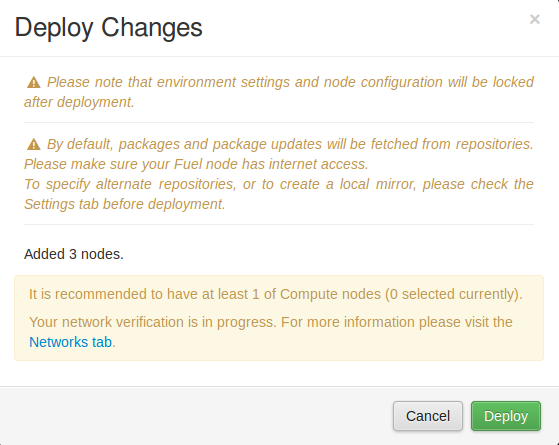 Deploy Changes
×
Please note that environment settings and node configuration will be locked
after deployment.
By default, packages and package updates will be fetched from repositories.
Please make sure your Fuel node has internet access.
To specify alternate repositories, or to create a local mirror, please check the
Settings tab before deployment.
Added 3 nodes.
It is recommended to have at least 1 of Compute nodes (0 selected currently).
Your network verification is in progress. For more information please visit the
Networks tab.
Cancel
Deploy